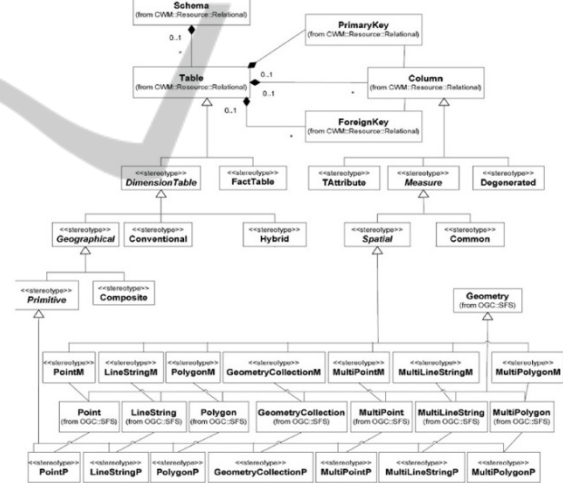 Schema
(from CWM::Resource::Relational)
PrimaryKey
(from CWM::Resource::Relational)
0..1
*
Table
(from CWM::Resource::Relational)
0..1
0..1
0..1
*
Column
(from CWM::Resource::Relational)
ForeignKey
(from CWM::Resource::Relational)
*
<<stereotype>>
DimensionTable
<<stereotype>>
FactTable
<<stereotype>>
TAttribute
<<stereotype>>
Measure
<<stereotype>>
Degenerated
<<stereotype>>
Geographical
<<stereotype>>
Conventional
<<stereotype>>
Hybrid
<<stereotype>>
Spatial
<<stereotype>>
Common
<<stereotype>>
Primitive
<<stereotype>>
Composite
Geometry
(from OGC::SFS)
<<stereotype>>
PointM
<<stereotype>>
LineStringM
<<stereotype>>
PolygonM
<<stereotype>>
GeometryCollectionM
<<stereotype>>
MultiPointM
<<stereotype>>
MultiLineStringM
<<stereotype>>
MultiPolygonM
Point
(from OGC::SFS)
LineString
(from OGC::SFS)
Polygon
(from OGC::SFS)
GeometryCollection
(from OGC::SFS)
MultiPoint
(from OGC::SFS)
MultiLineString
(from OGC::SFS)
MultiPolygon
(from OGC::SFS)
<<stereotype>>
PointP
<<stereotype>>
LineStringP
<<stereotype>>
PolygonP
<<stereotype>>
GeometryCollectionP
<<stereotype>>
MultiPointP
<<stereotype>>
MultiLineStringP
<<stereotype>>
MultiPolygonP